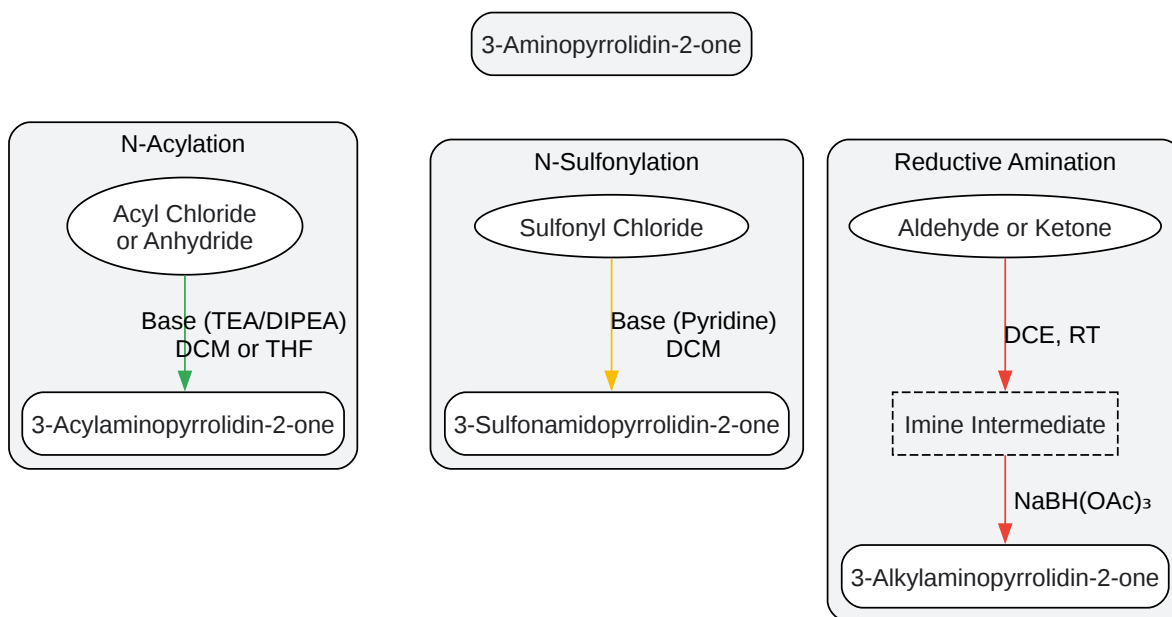 3-Aminopyrrolidin-2-one
N-Acylation
Acyl Chloride
or Anhydride
Base (TEA/DIPEA)
DCM or THF
3-Acylaminopyrrolidin-2-one
N-Sulfonylation
Sulfonyl Chloride
Base (Pyridine)
DCM
3-Sulfonamidopyrrolidin-2-one
Reductive Amination
Aldehyde or Ketone
DCE, RT
Imine Intermediate
NaBH(OAc)₃
3-Alkylaminopyrrolidin-2-one